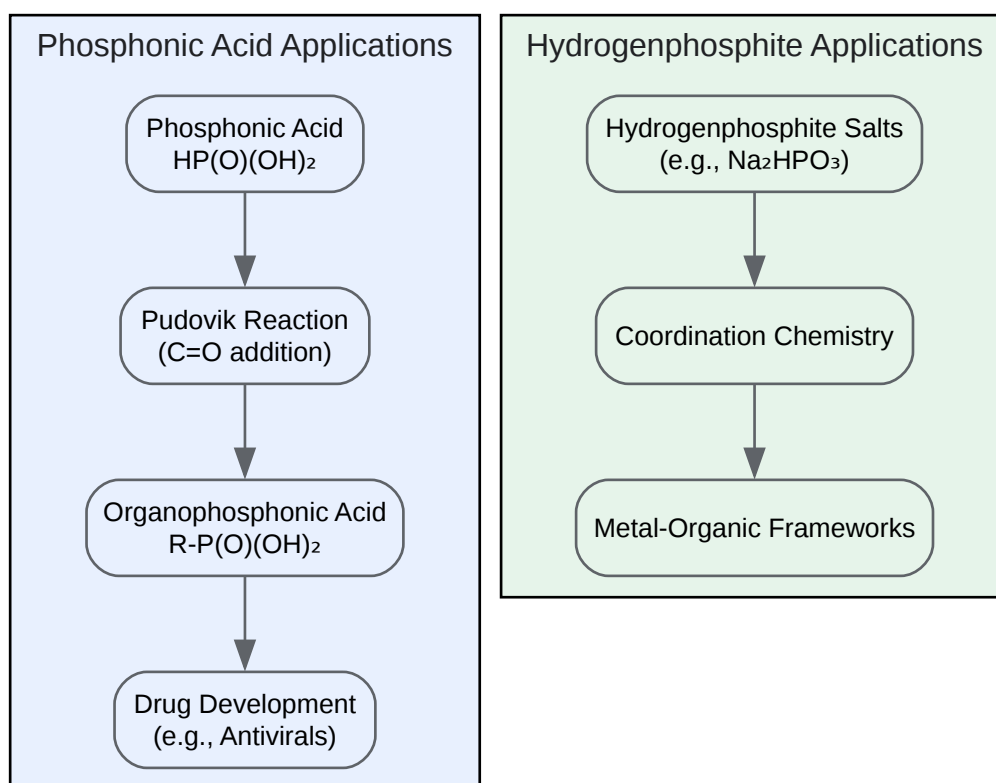 Phosphonic Acid Applications
Phosphonic Acid
HP(O)(OH)₂
Pudovik Reaction
(C=O addition)
Organophosphonic Acid
R-P(O)(OH)₂
Drug Development
(e.g., Antivirals)
Hydrogenphosphite Applications
Hydrogenphosphite Salts
(e.g., Na₂HPO₃)
Coordination Chemistry
Metal-Organic Frameworks